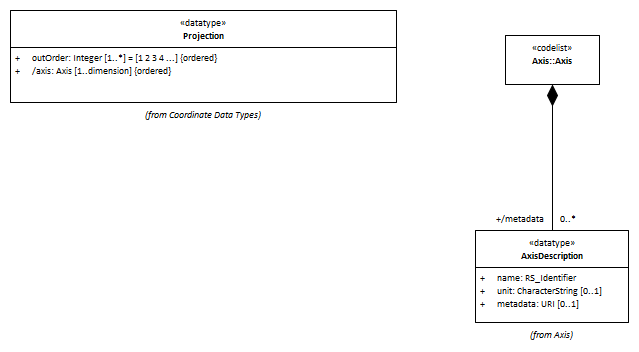 «datatype»
Projection
+ outOrder: Integer [1..*] = [1 2 3 4 ...] {ordered}
+ /axis: Axis [1..dimension] {ordered}
(from Coordinate Data Types)
«codelist»
Axis::Axis
+/metadata 0..*
«datatype»
AxisDescription
+ name: RS_Identifier
+ unit: CharacterString [0..1]
+ metadata: URI [0..1]
(from Axis)